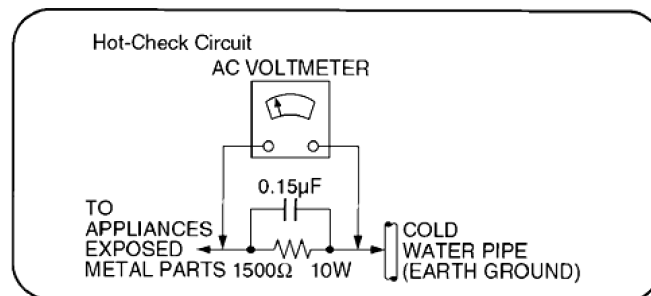 Hot-Check Circuit
AC VOLTMETER
0.15µF
TO
APPLIANCES
EXPOSED
METAL PARTS
1500Ω 10W
COLD
WATER PIPE
(EARTH GROUND)